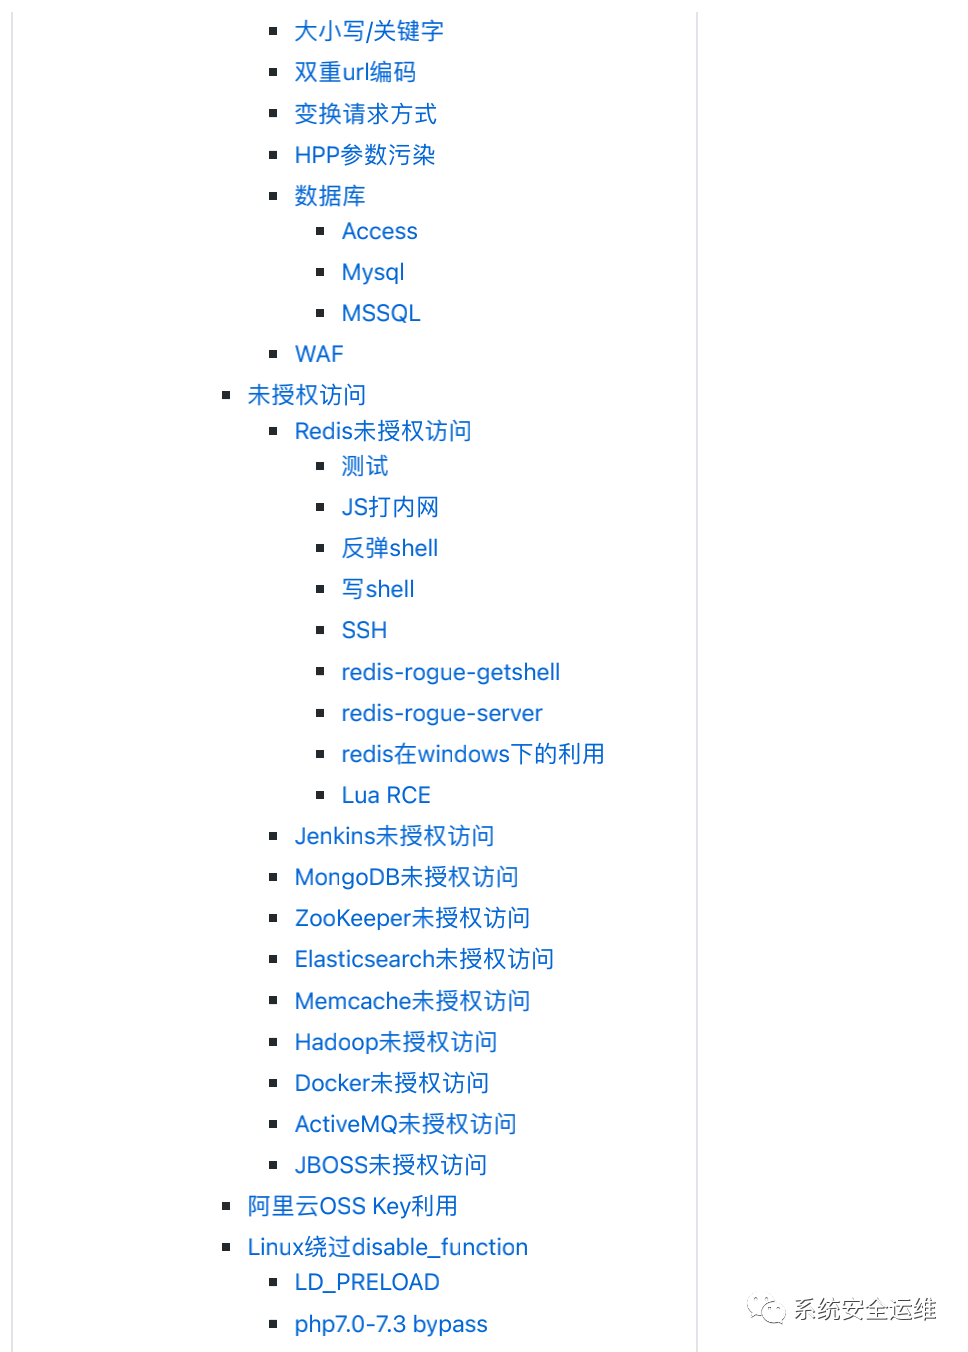 大小写/关键字
双重url编码
变换请求方式
HPP参数污染
数据库
Access
Mysql
MSSQL
WAF
未授权访问
Redis未授权访问
测试
JS打内网
反弹shell
写shell
SSH
redis-rogue-getshell
redis-rogue-server
redis在windows下的利用
Lua RCE
Jenkins未授权访问
MongoDB未授权访问
ZooKeeper未授权访问
Elasticsearch未授权访问
Memcache未授权访问
Hadoop未授权访问
Docker未授权访问
ActiveMQ未授权访问
JBOSS未授权访问
阿里云OSS Key利用
Linux绕过disable_function
LD_PRELOAD
php7.0-7.3 bypass
系统安全运维